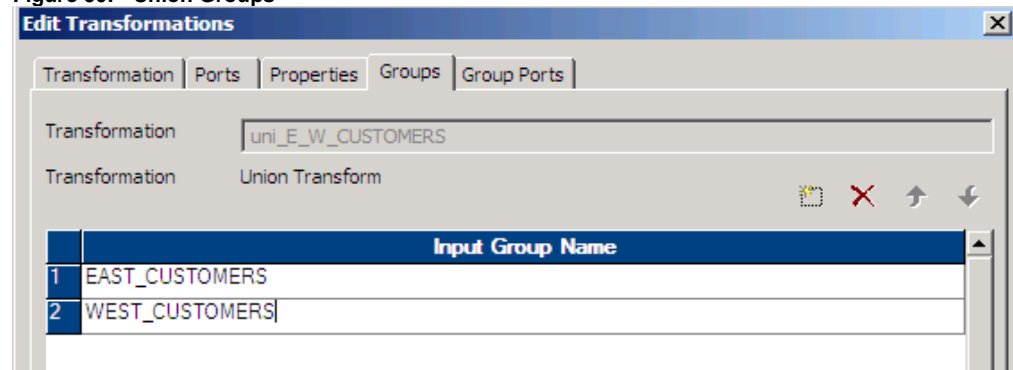 Edit Transformations
Transformation Ports Properties Groups Group Ports
Transformation uni_E_W_CUSTOMERS
Transformation Union Transform
Input Group Name
1 EAST_CUSTOMERS
2 WEST_CUSTOMERS